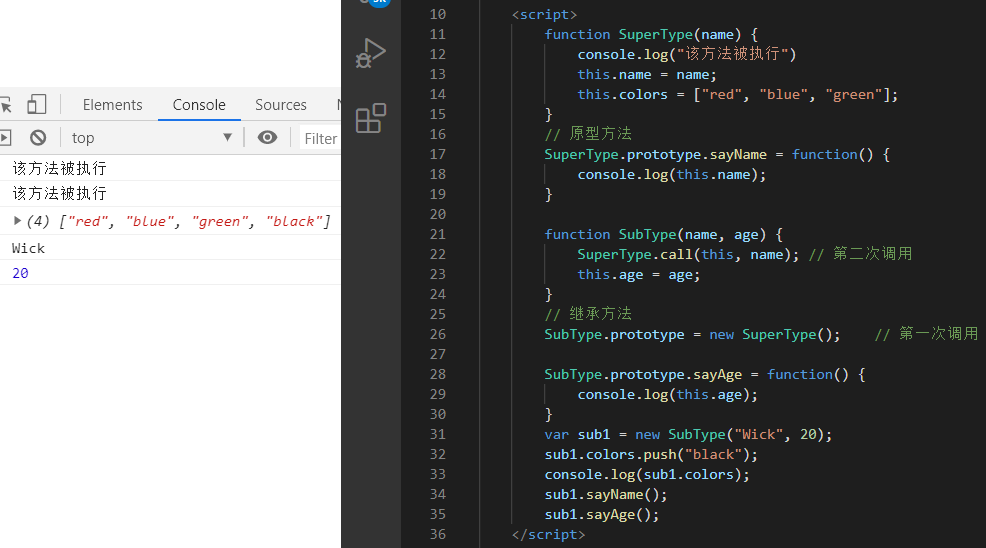 Elements Console Sources
top Filter
该方法被执行
该方法被执行
(4) ["red", "blue", "green", "black"]
Wick
20
10 <script>
11 function SuperType(name) {
12 console.log("该方法被执行")
13 this.name = name;
14 this.colors = ["red", "blue", "green"];
15 }
16 // 原型方法
17 SuperType.prototype.sayName = function() {
18 console.log(this.name);
19 }
20
21 function SubType(name, age) {
22 SuperType.call(this, name); // 第二次调用
23 this.age = age;
24 }
25 // 继承方法
26 SubType.prototype = new SuperType(); // 第一次调用
27
28 SubType.prototype.sayAge = function() {
29 console.log(this.age);
30 }
31 var sub1 = new SubType("Wick", 20);
32 sub1.colors.push("black");
33 console.log(sub1.colors);
34 sub1.sayName();
35 sub1.sayAge();
36 </script>